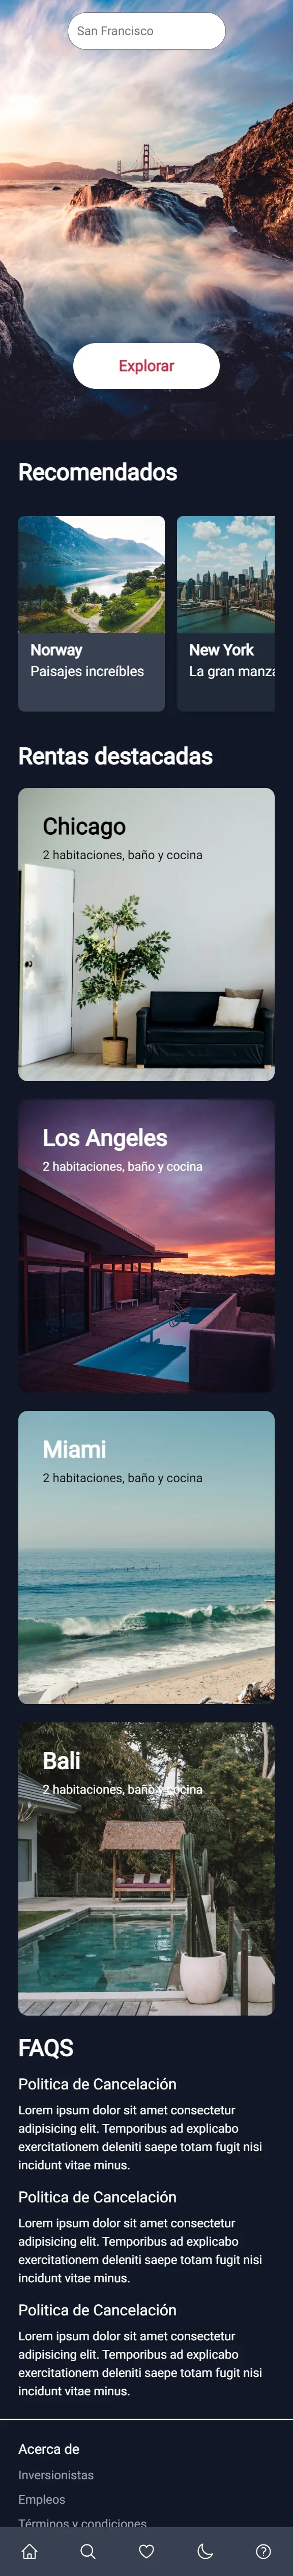 San Francisco
Explorar
Recomendados
Norway
Paisajes increíbles
New York
La gran manza
Rentas destacadas
Chicago
2 habitaciones, baño y cocina
Los Angeles
2 habitaciones, baño y cocina
Miami
2 habitaciones, baño y cocina
Bali
2 habitaciones, baño y cocina
FAQS
Politica de Cancelación
Lorem ipsum dolor sit amet consectetur
adipisicing elit. Temporibus ad explicabo
exercitationem deleniti saepe totam fugit nisi
incidunt vitae minus.
Politica de Cancelación
Lorem ipsum dolor sit amet consectetur
adipisicing elit. Temporibus ad explicabo
exercitationem deleniti saepe totam fugit nisi
incidunt vitae minus.
Politica de Cancelación
Lorem ipsum dolor sit amet consectetur
adipisicing elit. Temporibus ad explicabo
exercitationem deleniti saepe totam fugit nisi
incidunt vitae minus.
Acerca de
Inversionistas
Empleos
Términos y condiciones